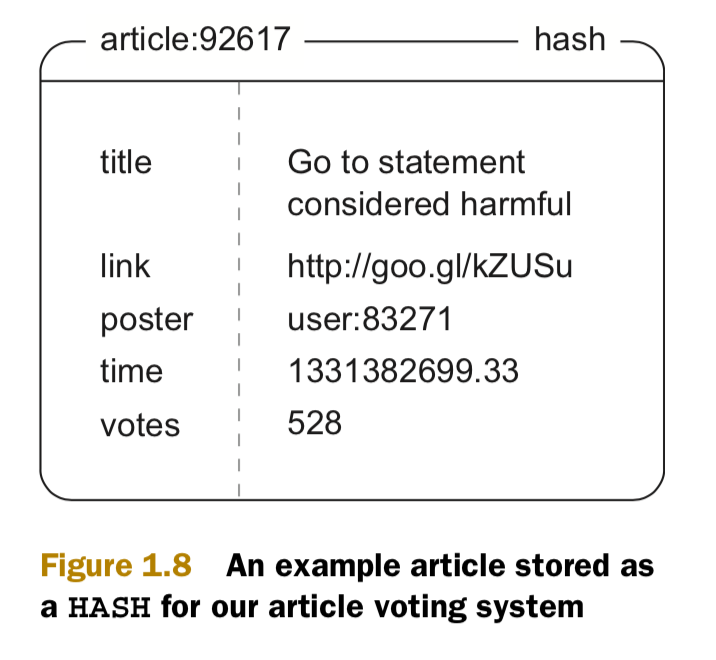 article:92617 hash
title Go to statement
considered harmful
link http://goo.gl/kZUSu
poster user:83271
time 1331382699.33
votes 528
Figure 1.8 An example article stored as
a HASH for our article voting system